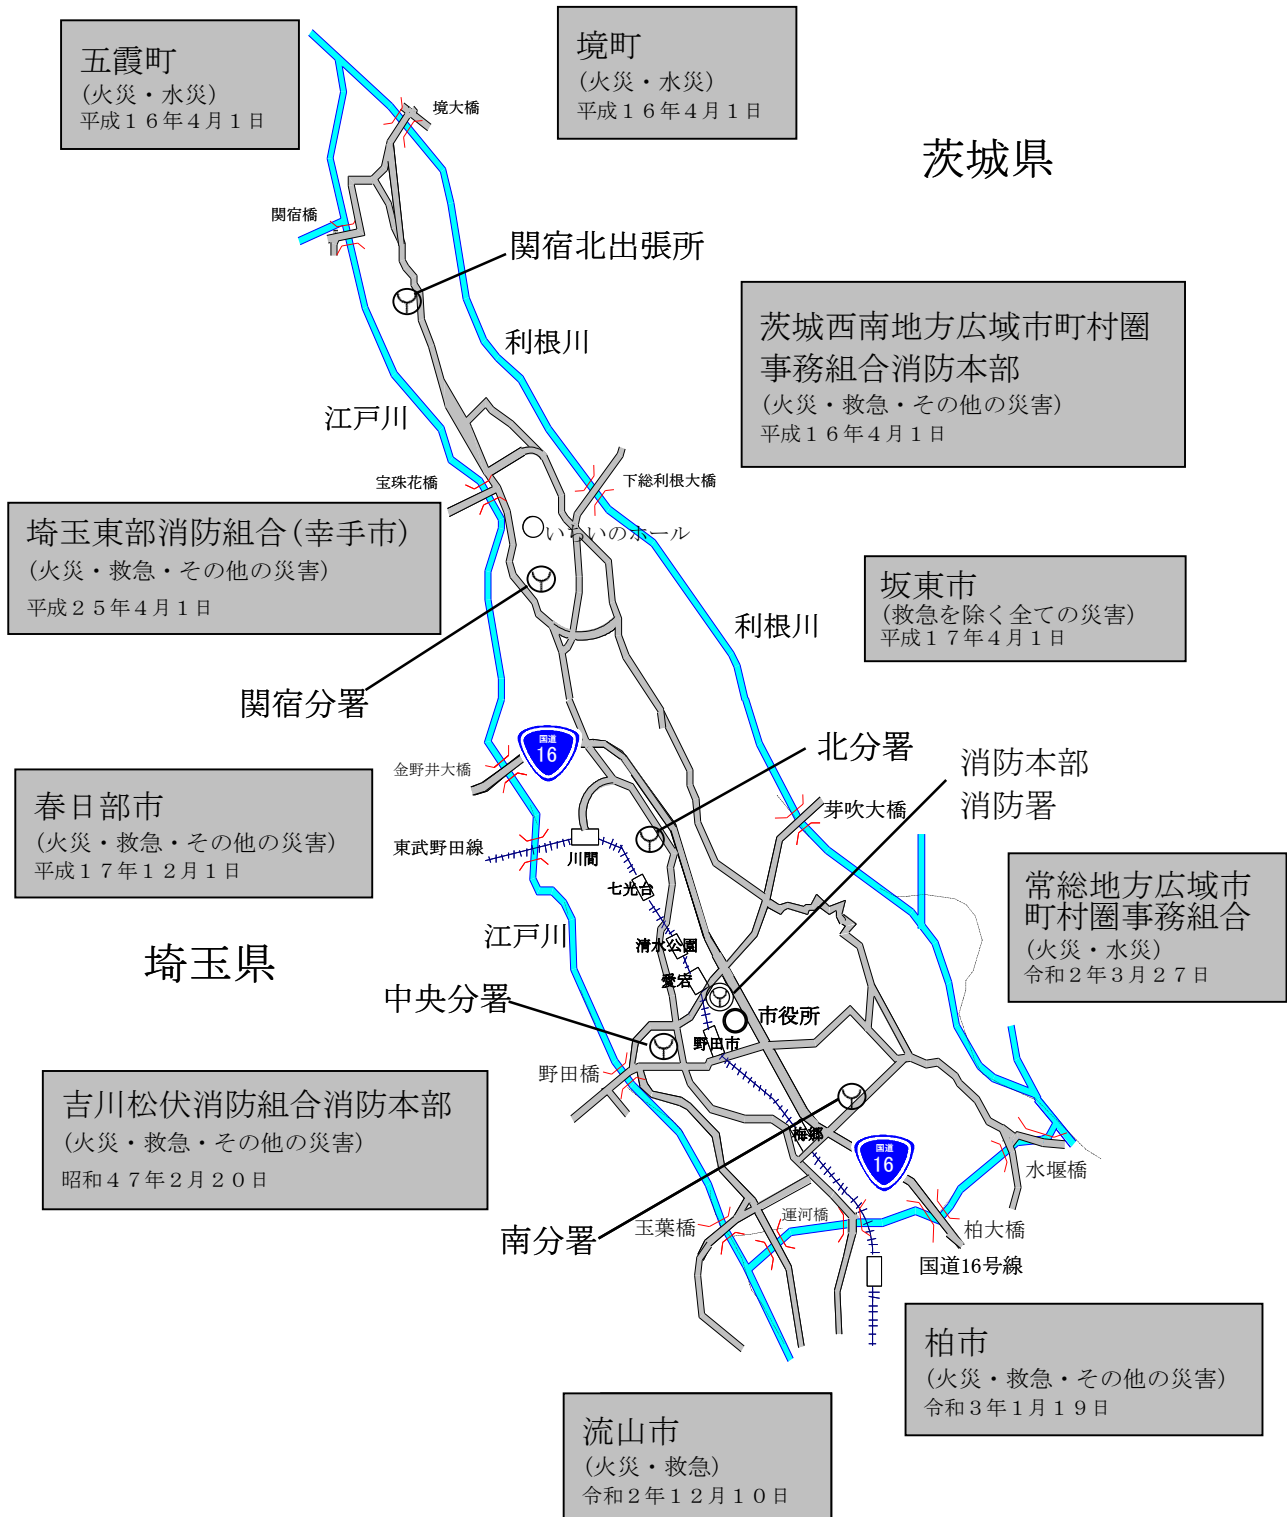 五霞町
(火災・水災)
平成１６年４月１日
境町
(火災・水災)
平成１６年４月１日
境大橋
茨城県
関宿橋
関宿北出張所
利根川
茨城西南地方広域市町村圏
事務組合消防本部
(火災・救急・その他の災害)
平成１６年４月１日
江戸川
宝珠花橋
下総利根大橋
埼玉東部消防組合(幸手市)
(火災・救急・その他の災害)
平成２５年４月１日
いちいのホール
坂東市
(救急を除く全ての災害)
平成１７年４月１日
利根川
関宿分署
国道
16
北分署
消防本部
消防署
金野井大橋
春日部市
(火災・救急・その他の災害)
平成１７年１２月１日
芽吹大橋
東武野田線
川間
七光台
常総地方広域市
町村圏事務組合
(火災・水災)
令和２年３月２７日
江戸川
清水公園
埼玉県
愛宕
中央分署
市役所
野田市
野田橋
吉川松伏消防組合消防本部
(火災・救急・その他の災害)
昭和４７年２月２０日
梅郷
国道
16
水堰橋
玉葉橋
運河橋
柏大橋
南分署
国道16号線
柏市
(火災・救急・その他の災害)
令和３年１月１９日
流山市
(火災・救急)
令和２年１２月１０日